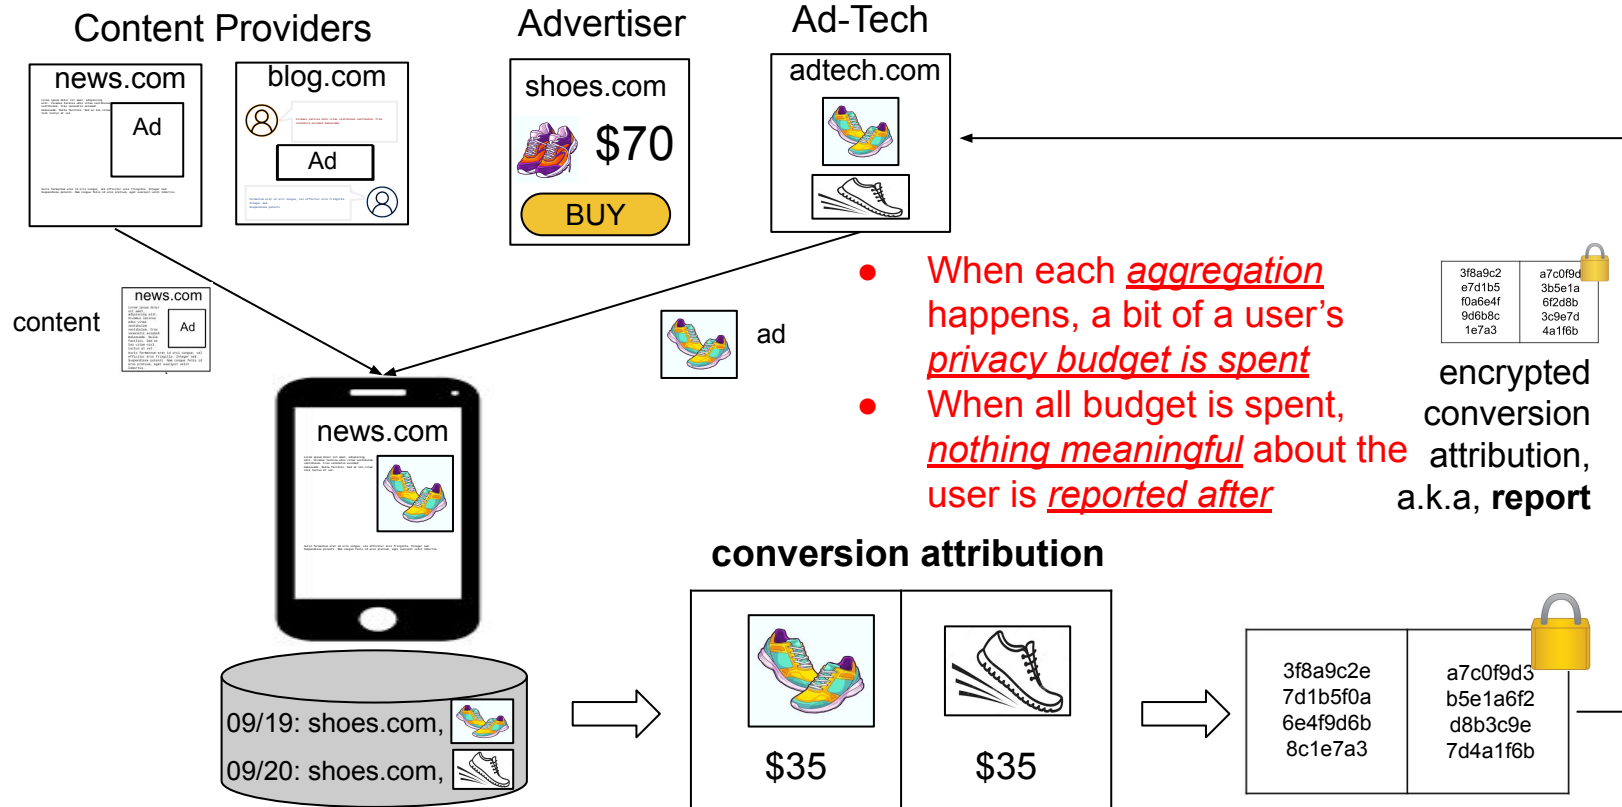 Content Providers
Advertiser
Ad-Tech
news.com
Ad
blog.com
Ad
shoes.com
$70
BUY
adtech.com
content
news.com
Ad
ad
news.com
● When each aggregation
happens, a bit of a user's
privacy budget is spent
● When all budget is spent,
nothing meaningful about the
user is reported after
3f8a9c2
e7d1b5
f0a6e4f
9d6b8c
1e7a3
a7c0f9d
3b5e1a
6f2d8b
3c9e7d
4a1f6b
encrypted
conversion
attribution,
a.k.a, report
conversion attribution
09/19: shoes.com,
09/20: shoes.com,
$35
$35
3f8a9c2e
7d1b5f0a
6e4f9d6b
8c1e7a3
a7c0f9d3
b5e1a6f2
d8b3c9e
7d4a1f6b